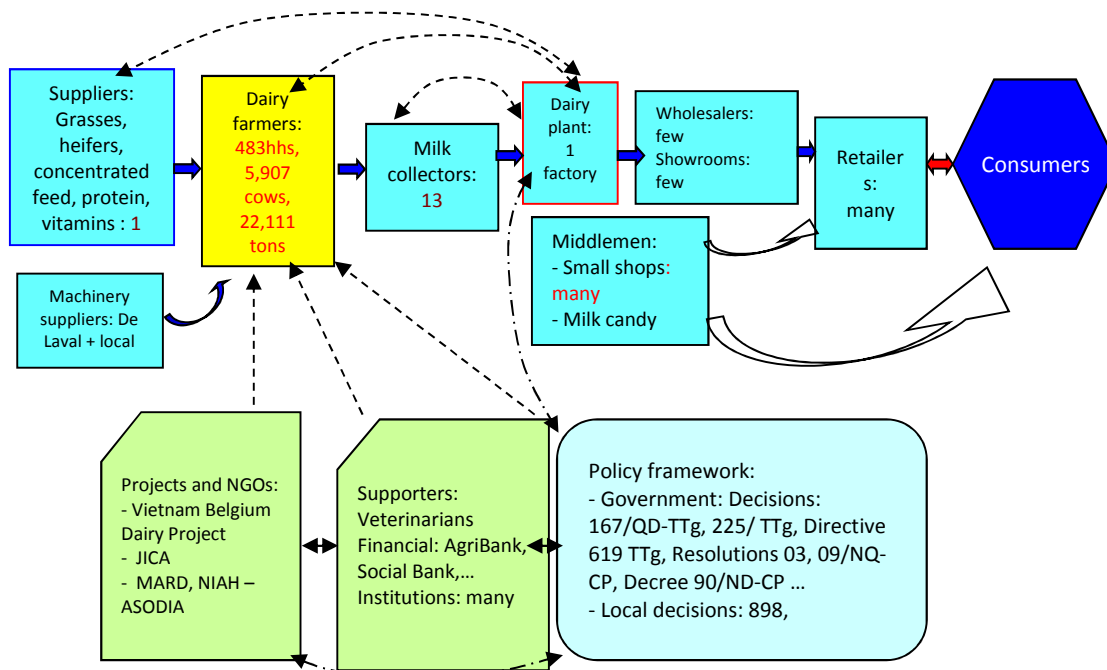 Suppliers:
Grasses,
heifers,
concentrated
feed, protein,
vitamins : 1
Dairy
farmers:
483hhs,
5,907
cows,
22,111
tons
Milk
collectors:
13
Dairy
plant:
1
factory
Wholesalers:
few
Showrooms:
few
Retailer
s:
many
Consumers
Machinery
suppliers: De
Laval + local
Middlemen:
- Small shops:
many
- Milk candy
Projects and NGOs:
- Vietnam Belgium
Dairy Project
- JICA
- MARD, NIAH –
ASODIA
Supporters:
Veterinarians
Financial: AgriBank,
Social Bank,...
Institutions: many
Policy framework:
- Government: Decisions:
167/QD-TTg, 225/ TTg, Directive
619 TTg, Resolutions 03, 09/NQ-
CP, Decree 90/ND-CP ...
- Local decisions: 898,